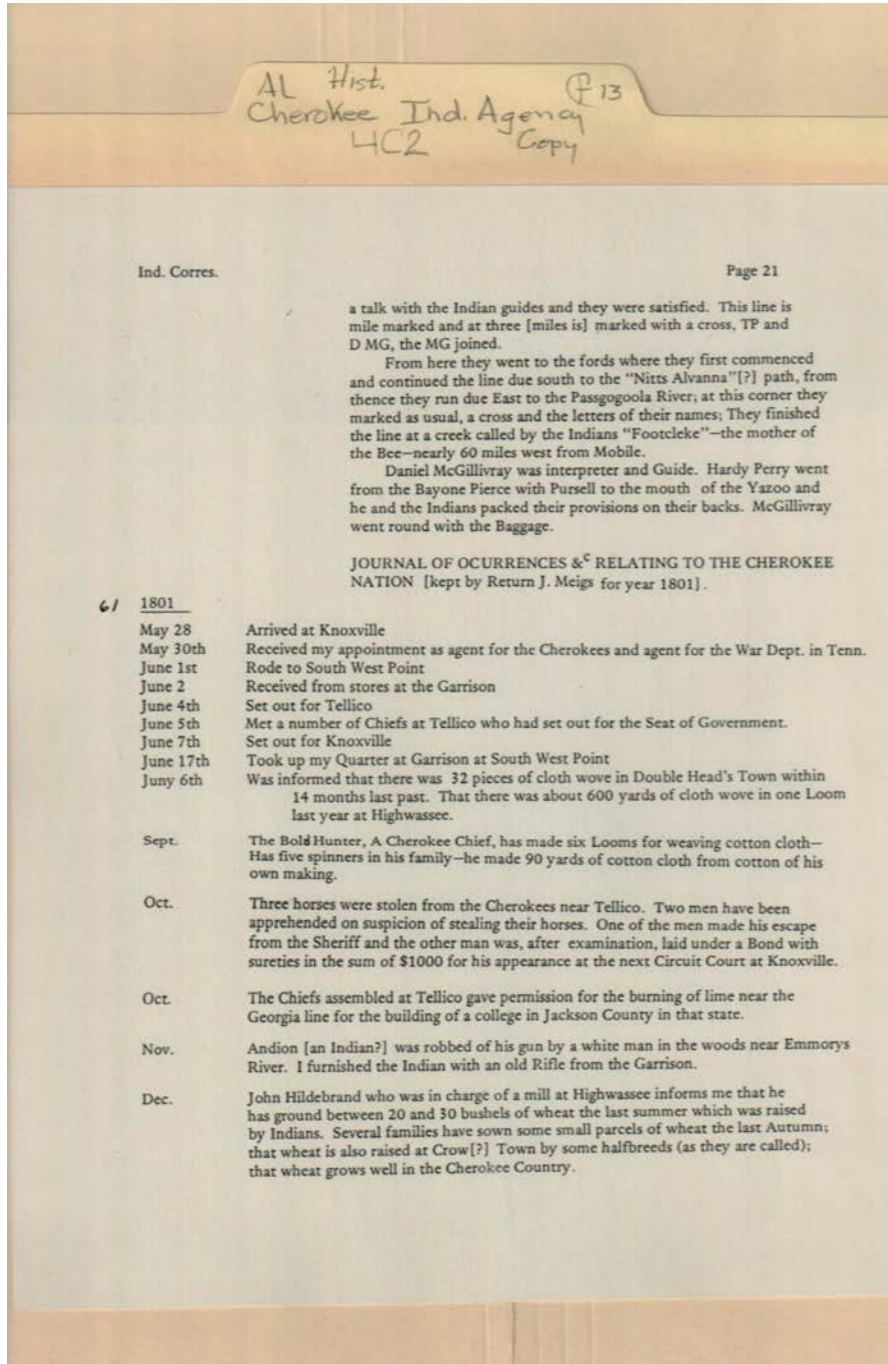 AL Hist. F 13
Cherokee Ind. Agency
4C2 Copy
Ind. Corres. Page 21
a talk with the Indian guides and they were satisfied. This line is
mile marked and at three [miles is] marked with a cross, TP and
D MG, the MG joined.
From here they went to the fords where they first commenced
and continued the line due south to the “Nitts Alvanna”[?] path, from
thence they run due East to the Passgogoola River; at this corner they
marked as usual, a cross and the letters of their names; They finished
the line at a creek called by the Indians “Footcleke”—the mother of
the Bee—nearly 60 miles west from Mobile.
Daniel McGillivray was interpreter and Guide. Hardy Perry went
from the Bayone Pierce with Pursell to the mouth of the Yazoo and
he and the Indians packed their provisions on their backs. McGillivray
went round with the Baggage.
JOURNAL OF OCURRENCES &c RELATING TO THE CHEROKEE
NATION [kept by Return J. Meigs for year 1801].
61 1801
May 28 Arrived at Knoxville
May 30th Received my appointment as agent for the Cherokees and agent for the War Dept. in Tenn.
June 1st Rode to South West Point
June 2 Received from stores at the Garrison
June 4th Set out for Tellico
June 5th Met a number of Chiefs at Tellico who had set out for the Seat of Government.
June 7th Set out for Knoxville
June 17th Took up my Quarter at Garrison at South West Point
Juny 6th Was informed that there was 32 pieces of cloth wove in Double Head's Town within
14 months last past. That there was about 600 yards of cloth wove in one Loom
last year at Highwassee.
Sept. The Bold Hunter, A Cherokee Chief, has made six Looms for weaving cotton cloth—
Has five spinners in his family—he made 90 yards of cotton cloth from cotton of his
own making.
Oct. Three horses were stolen from the Cherokees near Tellico. Two men have been
apprehended on suspicion of stealing their horses. One of the men made his escape
from the Sheriff and the other man was, after examination, laid under a Bond with
sureties in the sum of $1000 for his appearance at the next Circuit Court at Knoxville.
Oct. The Chiefs assembled at Tellico gave permission for the burning of lime near the
Georgia line for the building of a college in Jackson County in that state.
Nov. Andion [an Indian?] was robbed of his gun by a white man in the woods near Emmorys
River. I furnished the Indian with an old Rifle from the Garrison.
Dec. John Hildebrand who was in charge of a mill at Highwassee informs me that he
has ground between 20 and 30 bushels of wheat the last summer which was raised
by Indians. Several families have sown some small parcels of wheat the last Autumn;
that wheat is also raised at Crow[?] Town by some halfbreeds (as they are called);
that wheat grows well in the Cherokee Country.